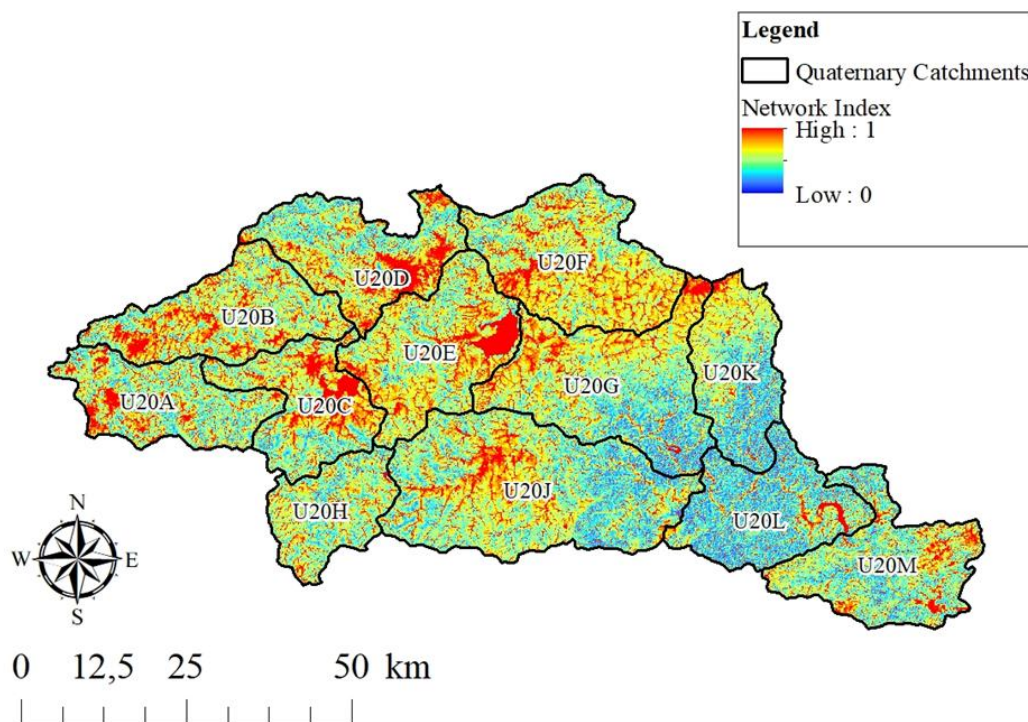 Legend
Quaternary Catchments
Network Index
High : 1
Low : 0
U20F
U20D
U20B
U20E
U20K
U20G
U20A
U20C
U20J
U20H
U20L
U20M
N
W E
S
0 12,5 25 50 km